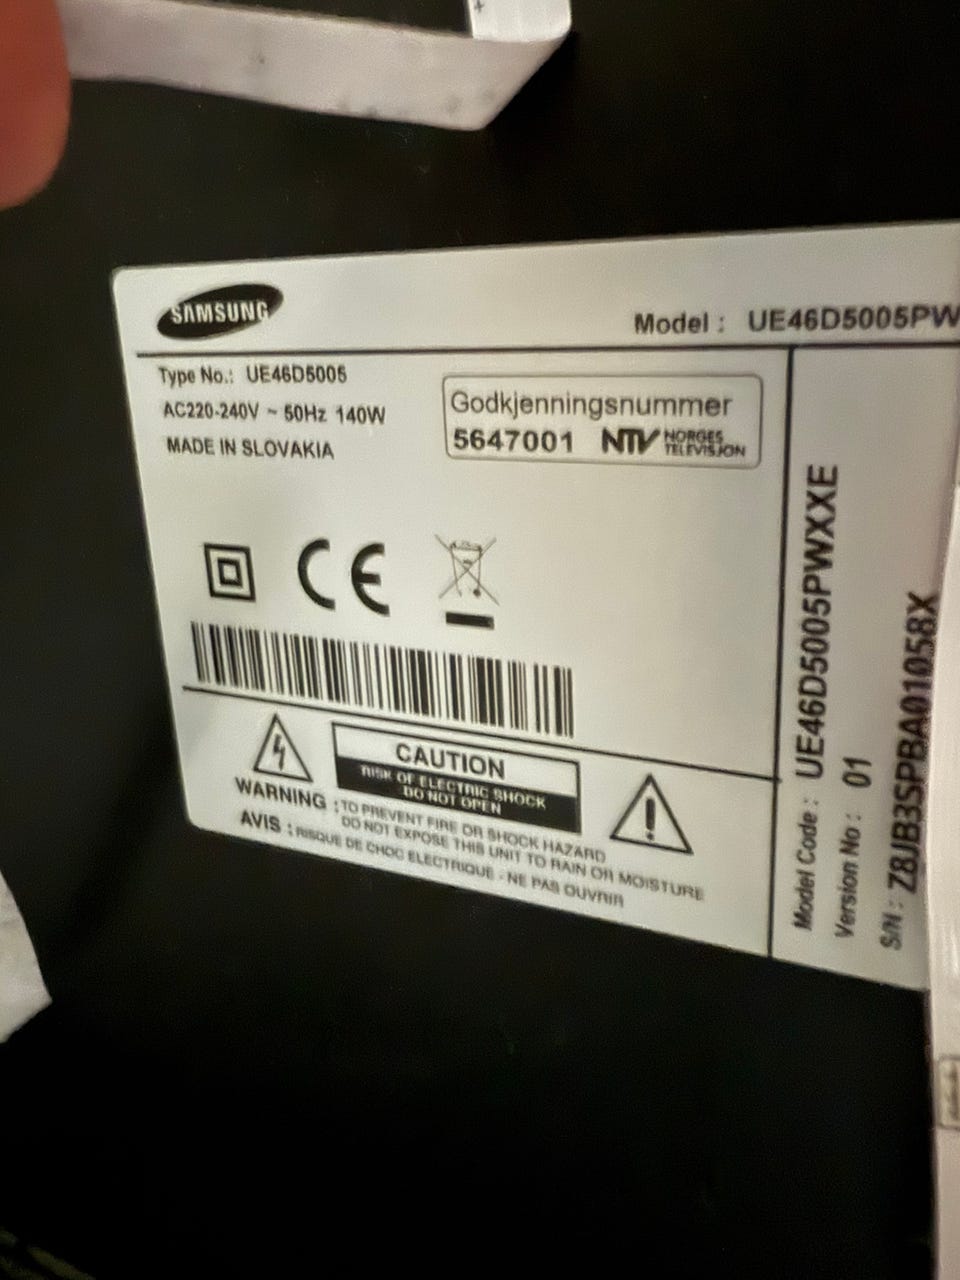 SAMSUNG
Model : UE46D5005PW
Type No.: UE46D5005
AC220-240V ~ 50Hz 140W
MADE IN SLOVAKIA
Godkjenningsnummer
5647001 NTV NORGES
TELEVISJON
CE
CAUTION
RISK OF ELECTRIC SHOCK
DO NOT OPEN
WARNING : TO PREVENT FIRE OR SHOCK HAZARD
DO NOT EXPOSE THIS UNIT TO RAIN OR MOISTURE
AVIS : RISQUE DE CHOC ELECTRIQUE - NE PAS OUVRIR
Model Code : UE46D5005PWXXE
Version No : 01
S/N : Z8JB3SPBA01058X